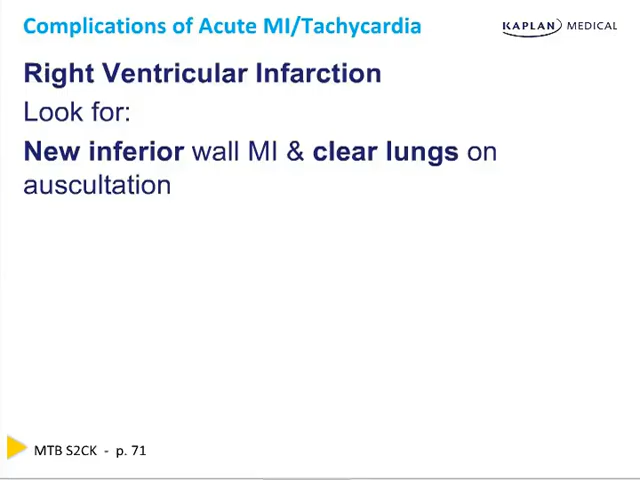 Complications of Acute MI/Tachycardia
KAPLAN MEDICAL
Right Ventricular Infarction
Look for:
New inferior wall MI & clear lungs on
auscultation
MTB S2CK - p. 71